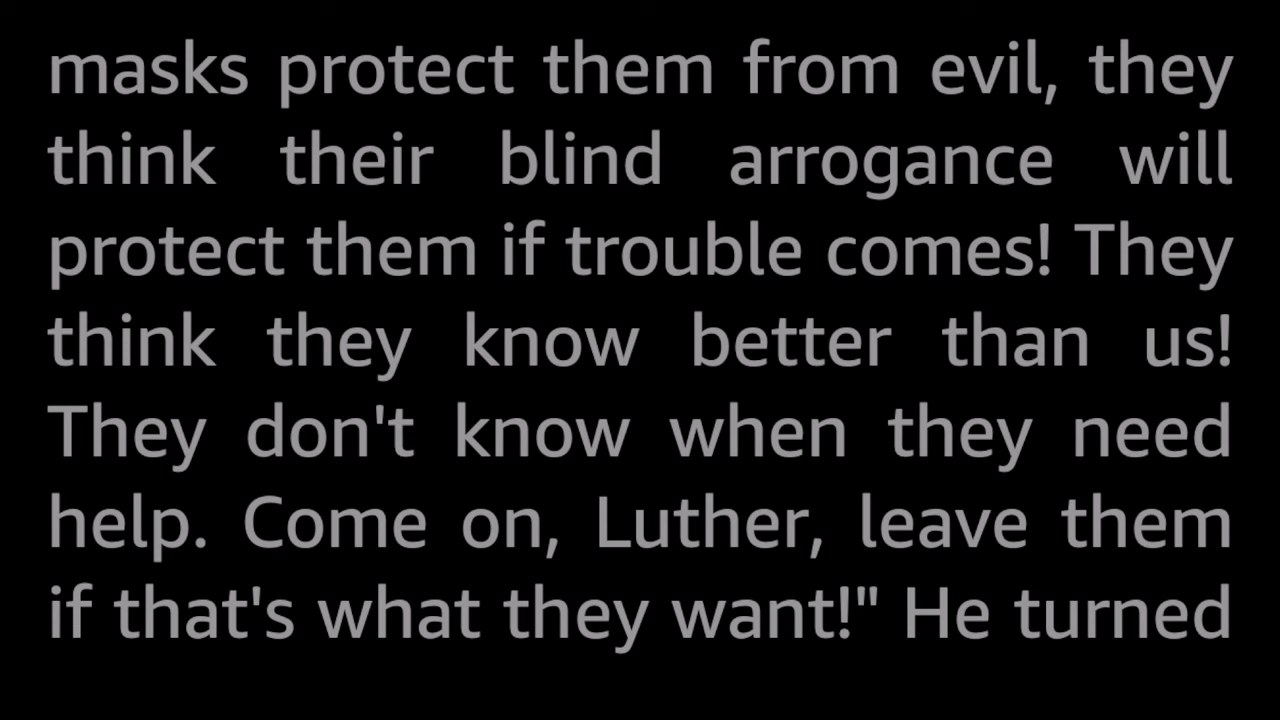 masks protect them from evil, they
think their blind arrogance will
protect them if trouble comes! They
think they know better than us!
They don't know when they need
help. Come on, Luther, leave them
if that's what they want!" He turned